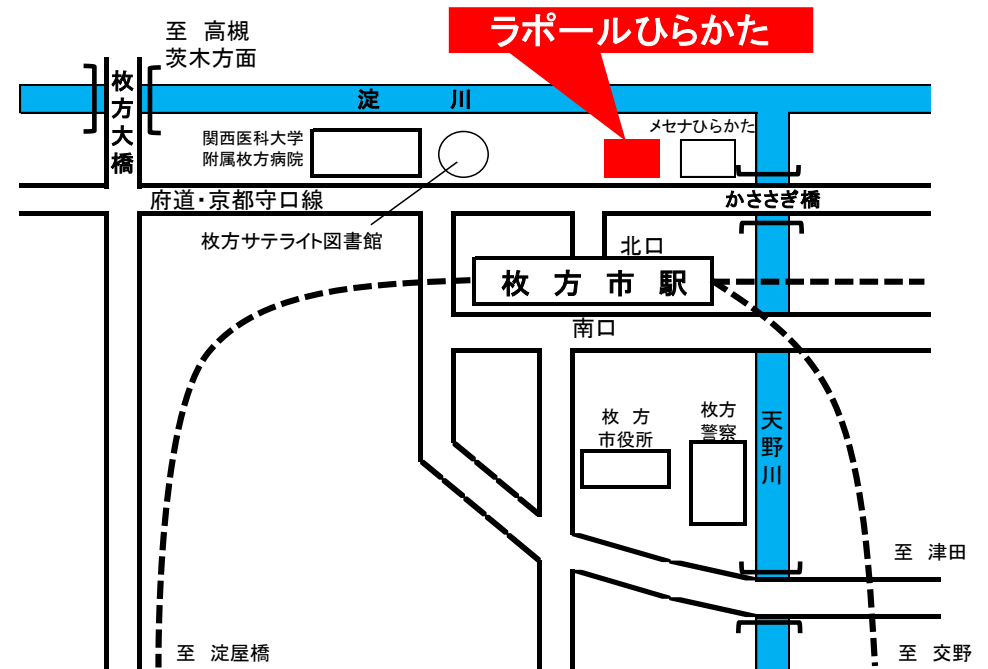 ラポールひらかた
至 高槻
茨木方面
枚方大橋
淀 川
関西医科大学
附属枚方病院
メセナひらかた
府道・京都守口線
かささぎ橋
枚方サテライト図書館
北口
枚 方 市 駅
南口
枚 方
市役所
枚方
警察
天野川
至 津田
至 淀屋橋
至 交野